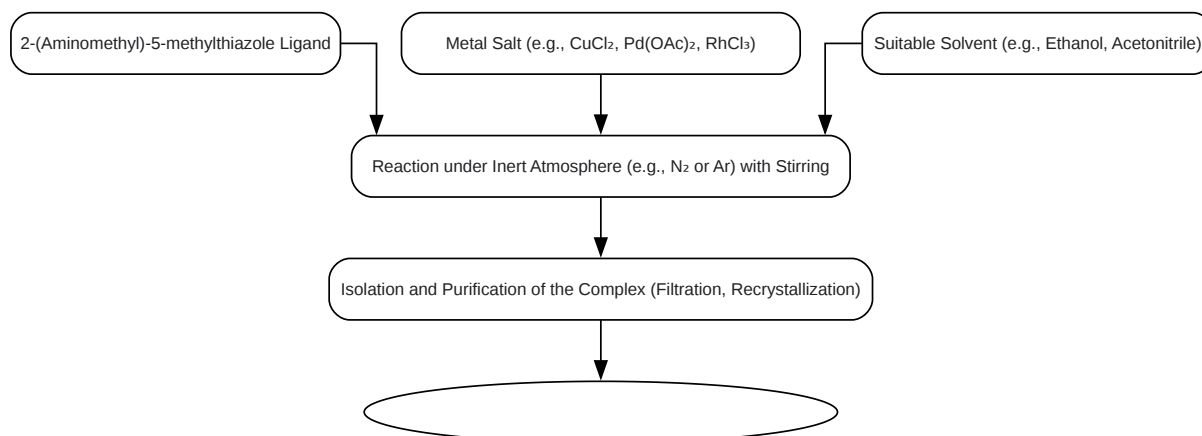 2-(Aminomethyl)-5-methylthiazole Ligand
Metal Salt (e.g., CuCl₂, Pd(OAc)₂, RhCl₃)
Suitable Solvent (e.g., Ethanol, Acetonitrile)
Reaction under Inert Atmosphere (e.g., N₂ or Ar) with Stirring
Isolation and Purification of the Complex (Filtration, Recrystallization)